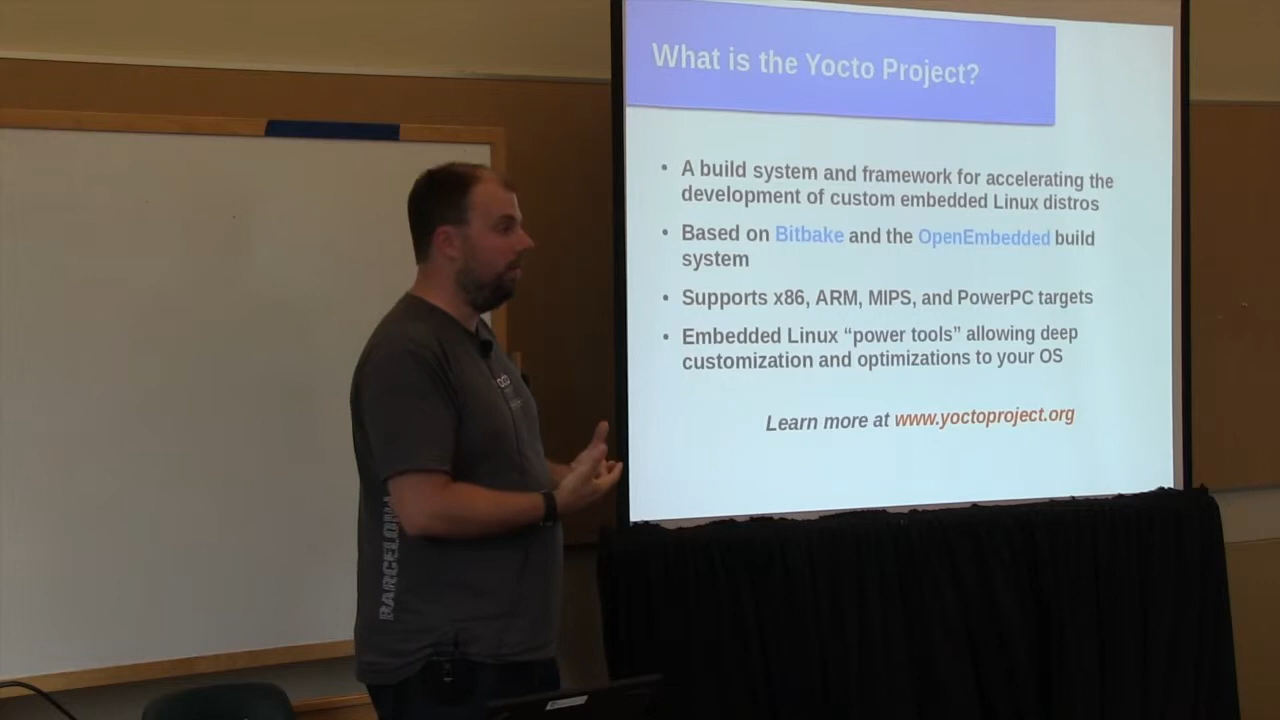 What is the Yocto Project?
• A build system and framework for accelerating the
development of custom embedded Linux distros
• Based on Bitbake and the OpenEmbedded build
system
• Supports x86, ARM, MIPS, and PowerPC targets
• Embedded Linux “power tools” allowing deep
customization and optimizations to your OS
Learn more at www.yoctoproject.org
BARCELONA